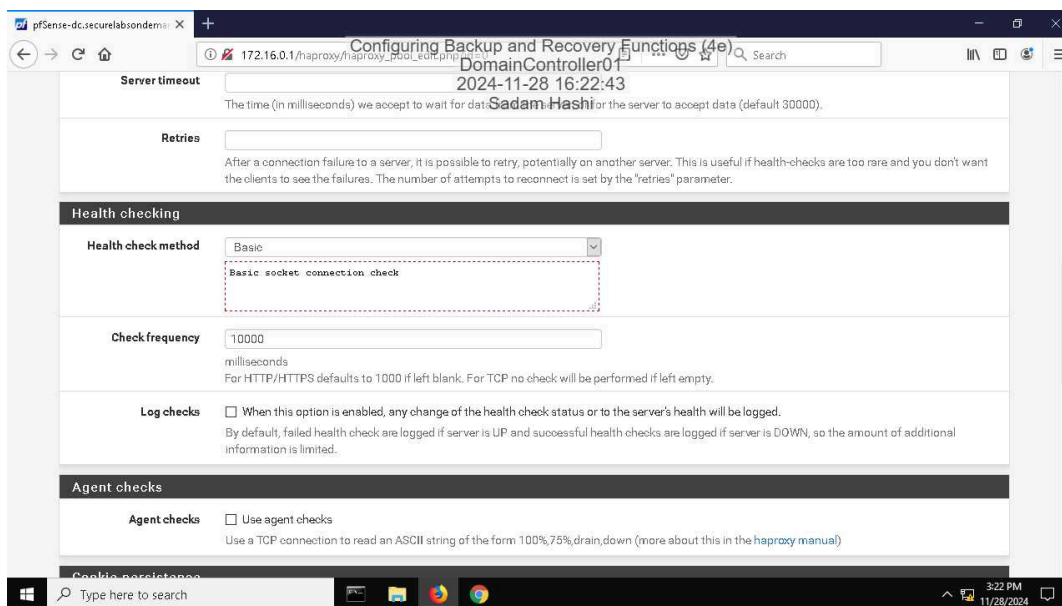 pfSense-dc.securelabsondema
172.16.0.1/haproxy/haproxy_pool_edit.php?id=0
Search
Configuring Backup and Recovery Functions (4e)
DomainController01
2024-11-28 16:22:43
Sadam Hashi
Server timeout
The time (in milliseconds) we accept to wait for data from the server, or for the server to accept data (default 30000).
Retries
After a connection failure to a server, it is possible to retry, potentially on another server. This is useful if health-checks are too rare and you don't want
the clients to see the failures. The number of attempts to reconnect is set by the "retries" parameter.
Health checking
Health check method
Basic
Basic socket connection check
Check frequency
10000
milliseconds
For HTTP/HTTPS defaults to 1000 if left blank. For TCP no check will be performed if left empty.
Log checks
When this option is enabled, any change of the health check status or to the server's health will be logged.
By default, failed health check are logged if server is UP and successful health checks are logged if server is DOWN, so the amount of additional
information is limited.
Agent checks
Agent checks
Use agent checks
Use a TCP connection to read an ASCII string of the form 100%,75%,drain,down (more about this in the haproxy manual)
Cookie persistence
Type here to search
3:22 PM
11/28/2024